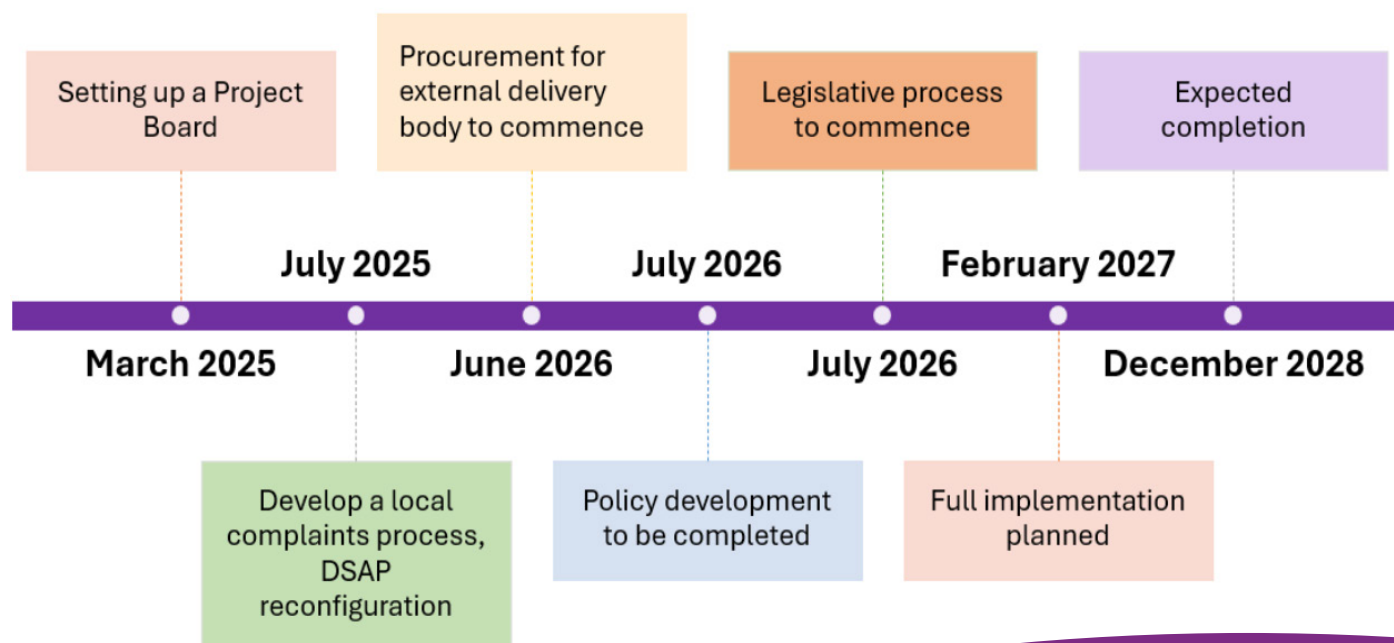 Setting up a Project
Board
Procurement for
external delivery
body to commence
Legislative process
to commence
Expected
completion
July 2025
July 2026
February 2027
March 2025
June 2026
July 2026
December 2028
Develop a local
complaints process,
DSAP
reconfiguration
Policy development
to be completed
Full implementation
planned